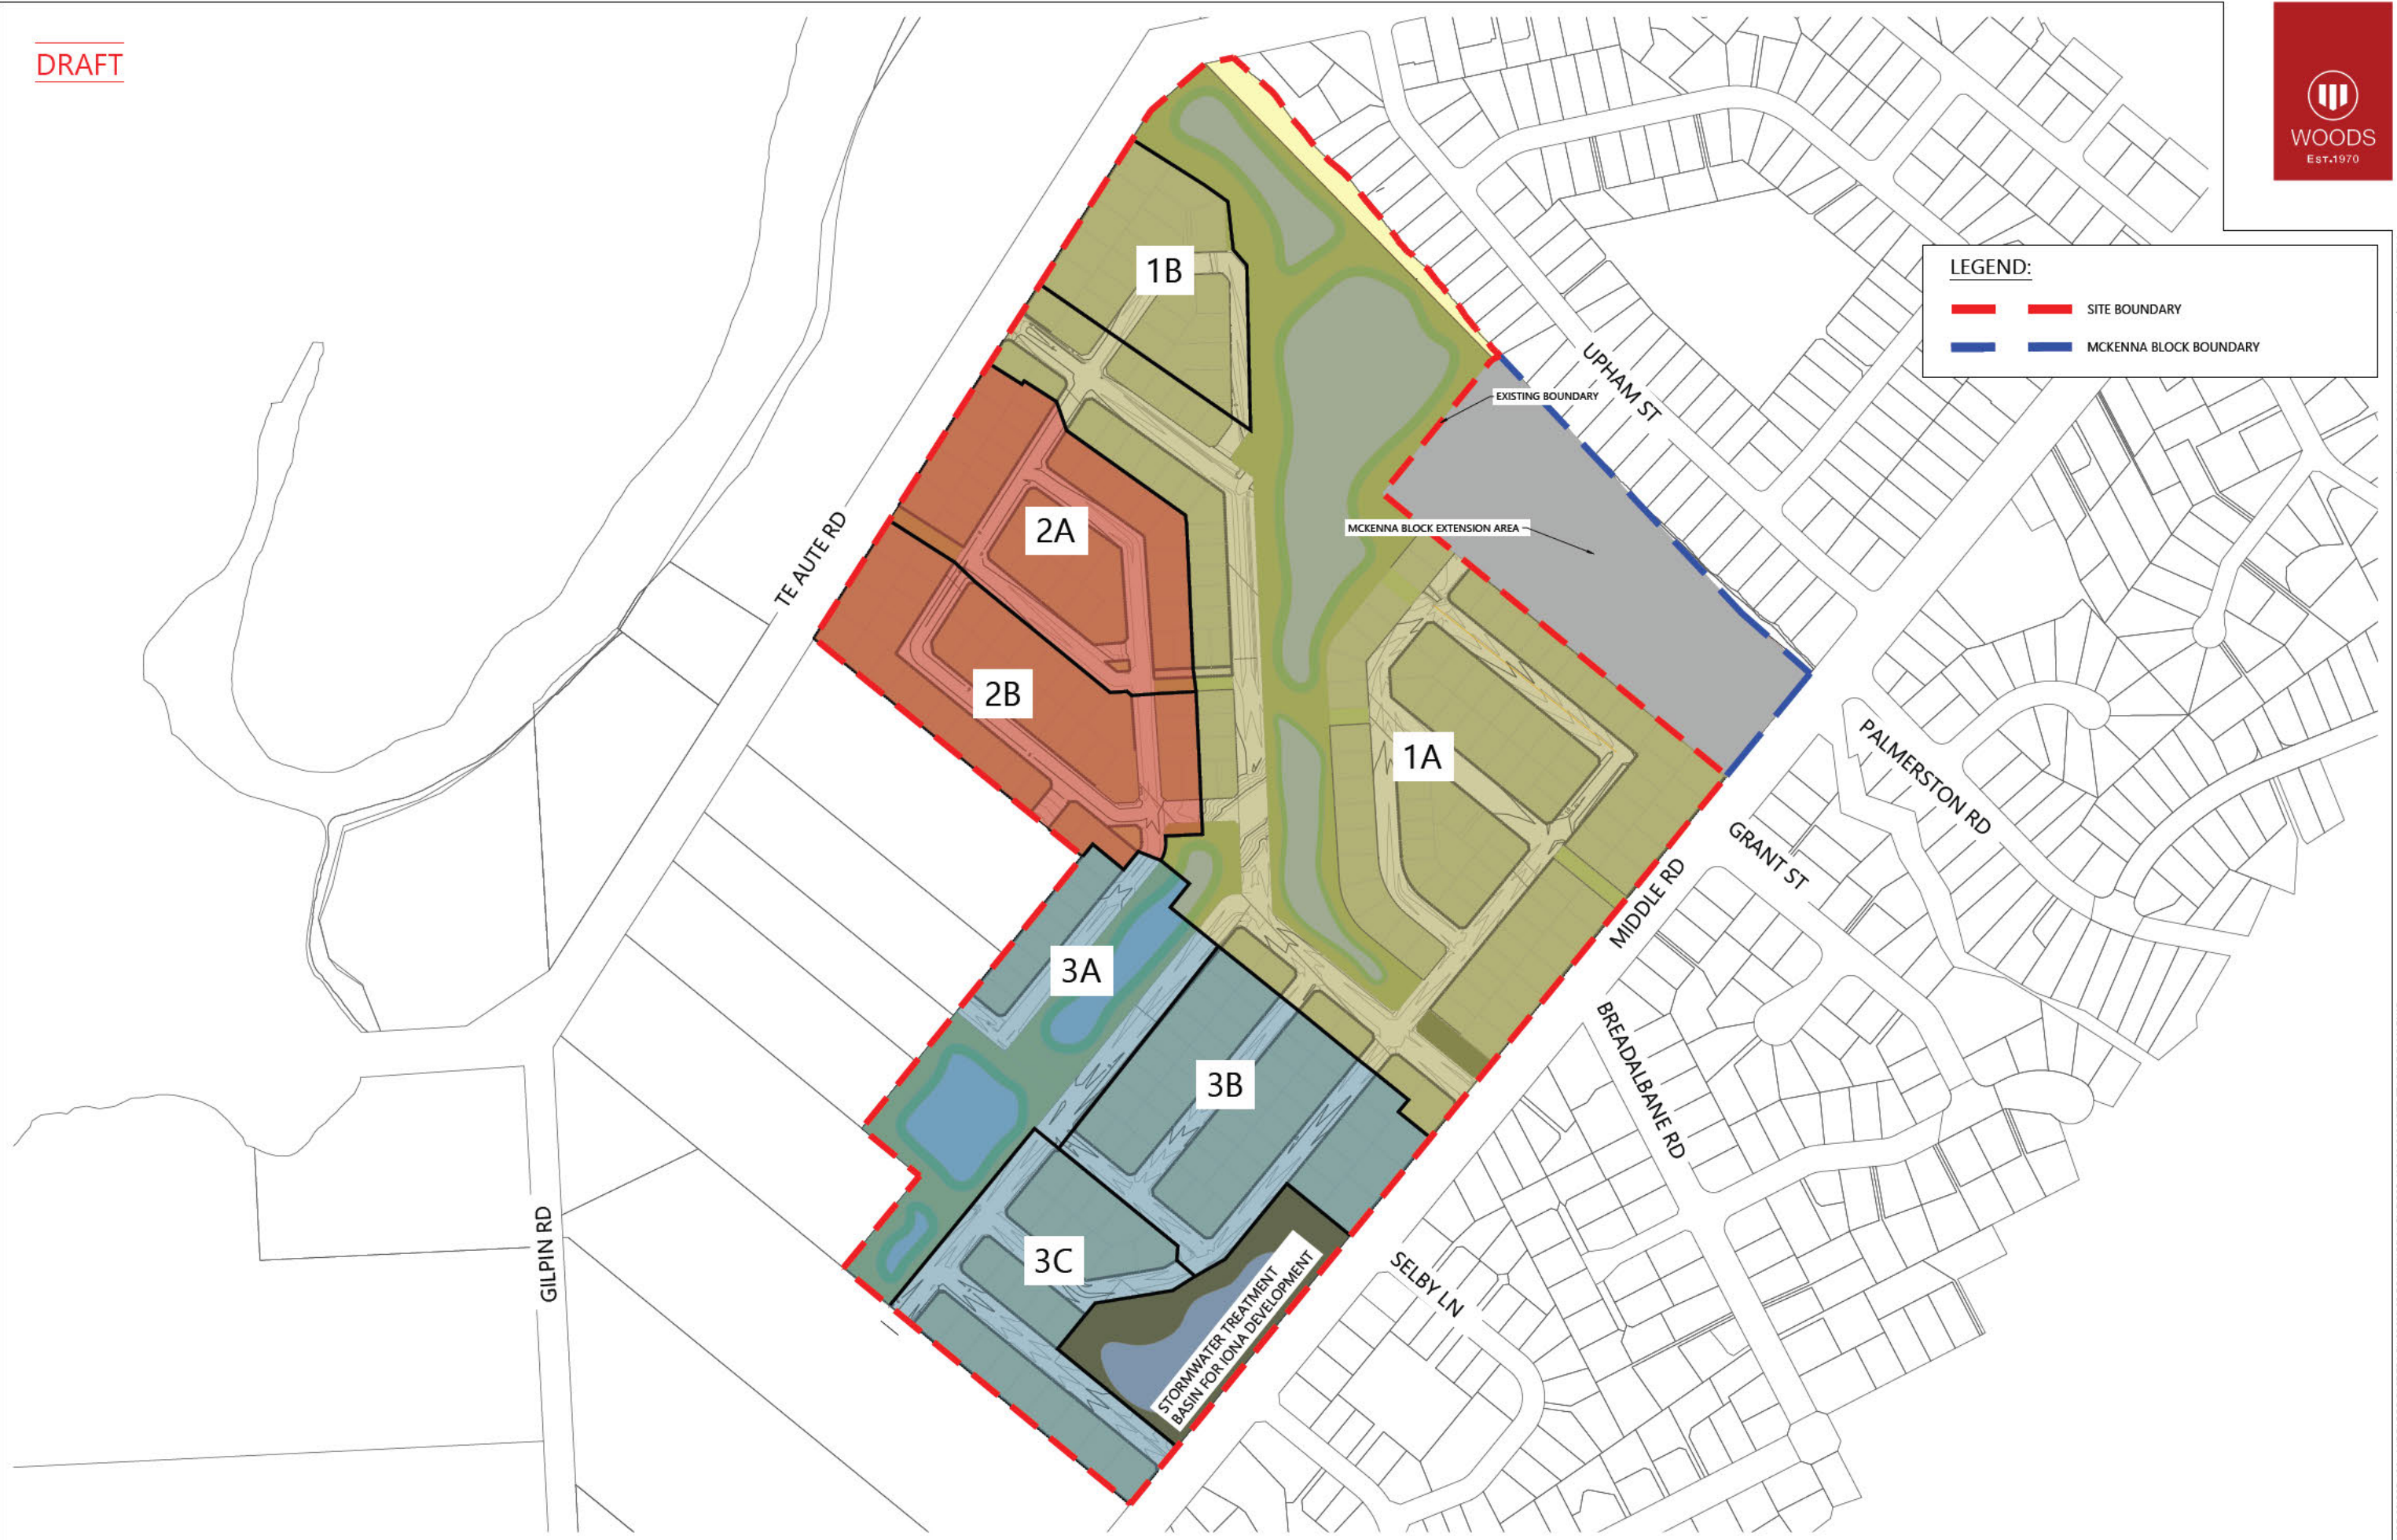 DRAFT
WOODS
EST.1970
LEGEND:
SITE BOUNDARY
MCKENNA BLOCK BOUNDARY
1B
UPHAM ST
EXISTING BOUNDARY
MCKENNA BLOCK EXTENSION AREA
2A
TE AUTE RD
2B
1A
PALMERSTON RD
GRANT ST
MIDDLE RD
3A
BREADALBANE RD
3B
GILPIN RD
3C
SELBY LN
STORMWATER TREATMENT
BASIN FOR IONA DEVELOPMENT